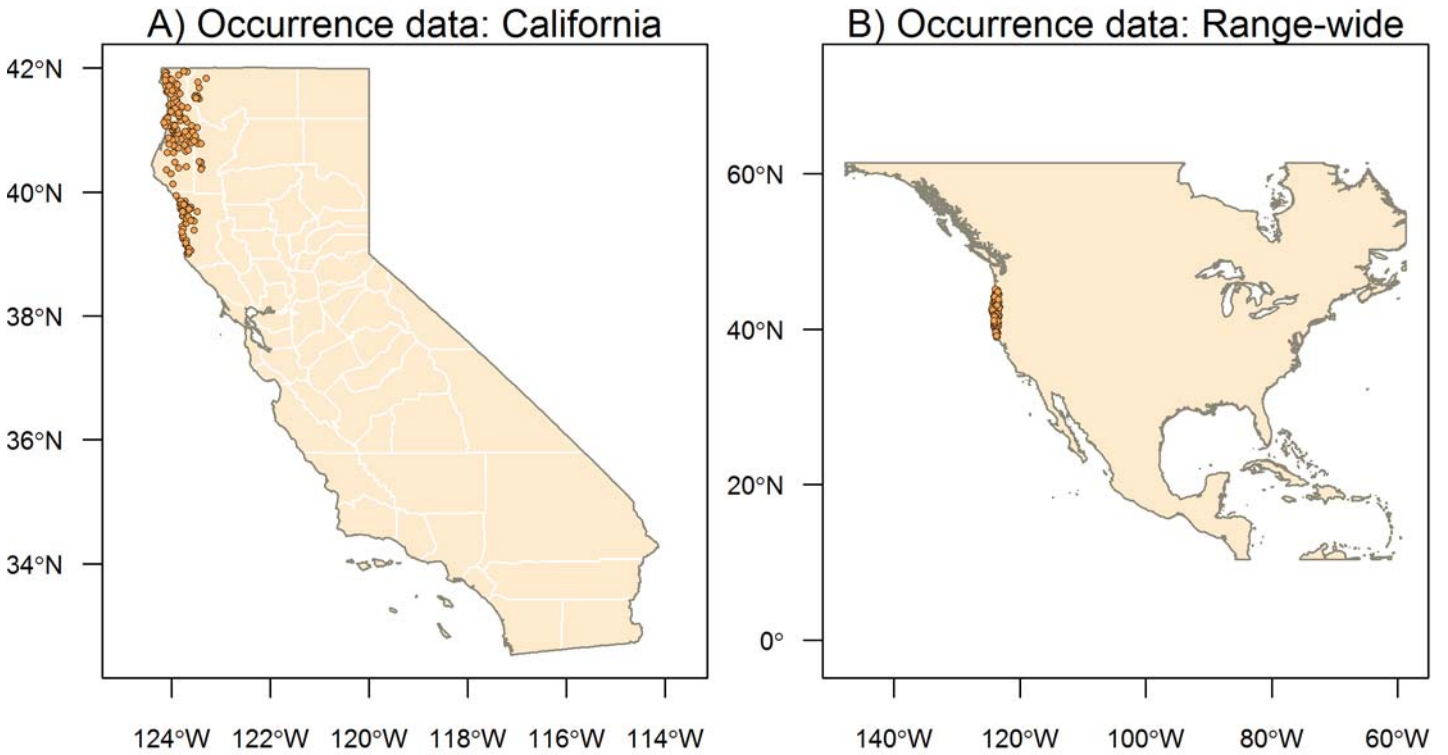 A) Occurrence data: California
B) Occurrence data: Range-wide
42°N
40°N
38°N
36°N
34°N
124°W 122°W 120°W 118°W 116°W 114°W
60°N
40°N
20°N
0°
140°W 120°W 100°W 80°W 60°W